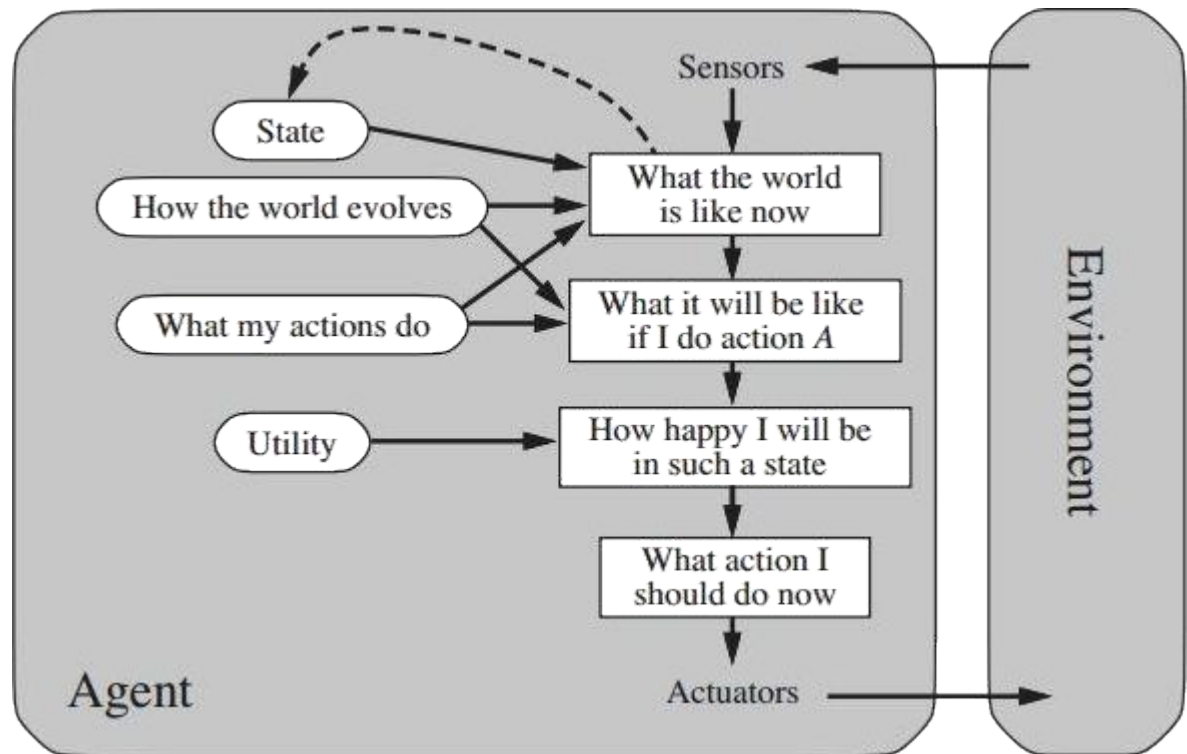 Sensors
State
What the world
is like now
How the world evolves
What it will be like
if I do action A
What my actions do
How happy I will be
in such a state
Utility
What action I
should do now
Agent
Actuators
Environment